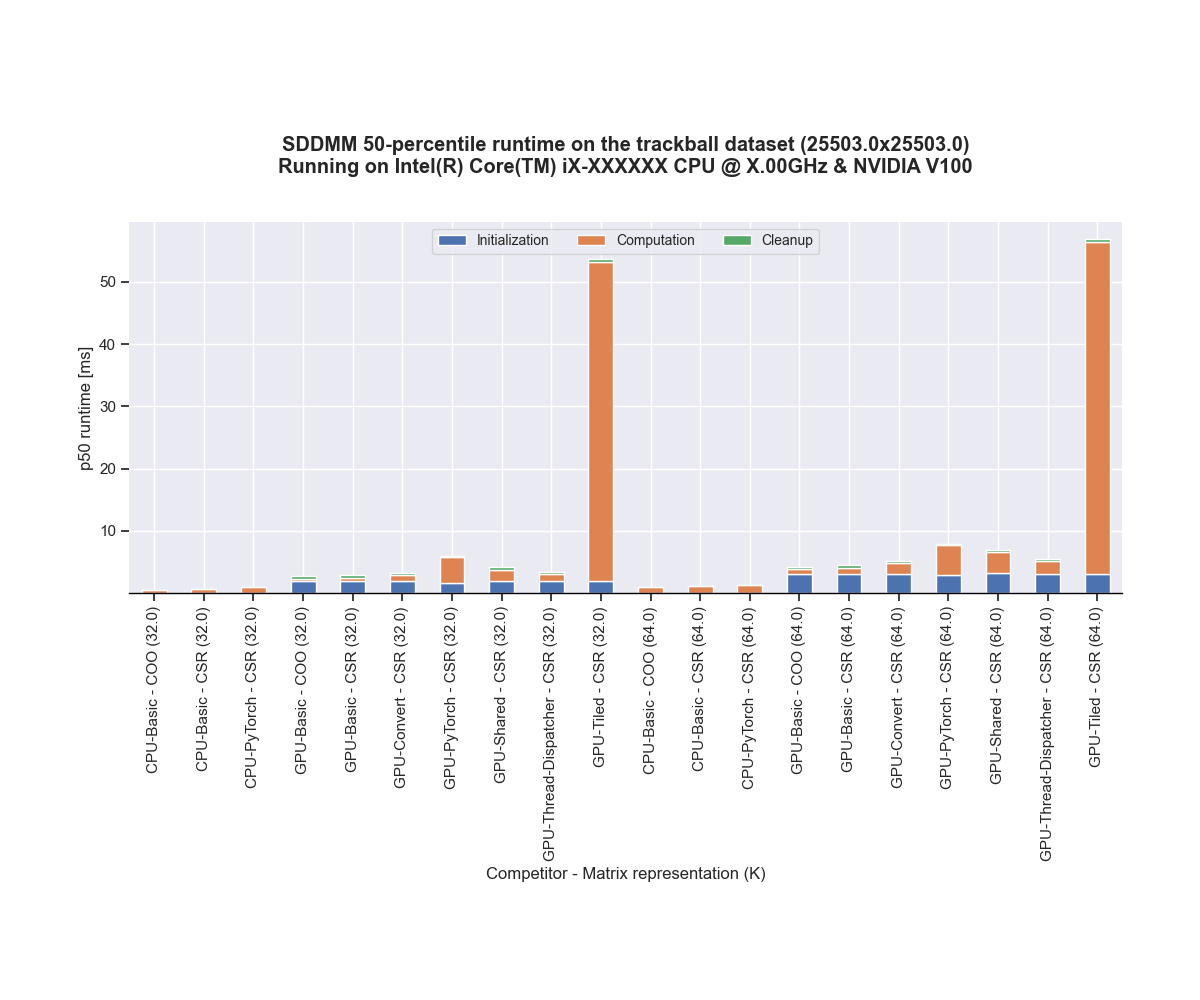 SDDMM 50-percentile runtime on the trackball dataset (25503.0x25503.0)
Running on Intel(R) Core(TM) iX-XXXXXX CPU @ X.00GHz & NVIDIA V100
Initialization
Computation
Cleanup
p50 runtime [ms]
50
40
30
20
10
CPU-Basic - COO (32.0)
CPU-Basic - CSR (32.0)
CPU-PyTorch - CSR (32.0)
GPU-Basic - COO (32.0)
GPU-Basic - CSR (32.0)
GPU-Convert - CSR (32.0)
GPU-PyTorch - CSR (32.0)
GPU-Shared - CSR (32.0)
GPU-Thread-Dispatcher - CSR (32.0)
GPU-Tiled - CSR (32.0)
CPU-Basic - COO (64.0)
CPU-Basic - CSR (64.0)
CPU-PyTorch - CSR (64.0)
GPU-Basic - COO (64.0)
GPU-Basic - CSR (64.0)
GPU-Convert - CSR (64.0)
GPU-PyTorch - CSR (64.0)
GPU-Shared - CSR (64.0)
GPU-Thread-Dispatcher - CSR (64.0)
GPU-Tiled - CSR (64.0)
Competitor - Matrix representation (K)